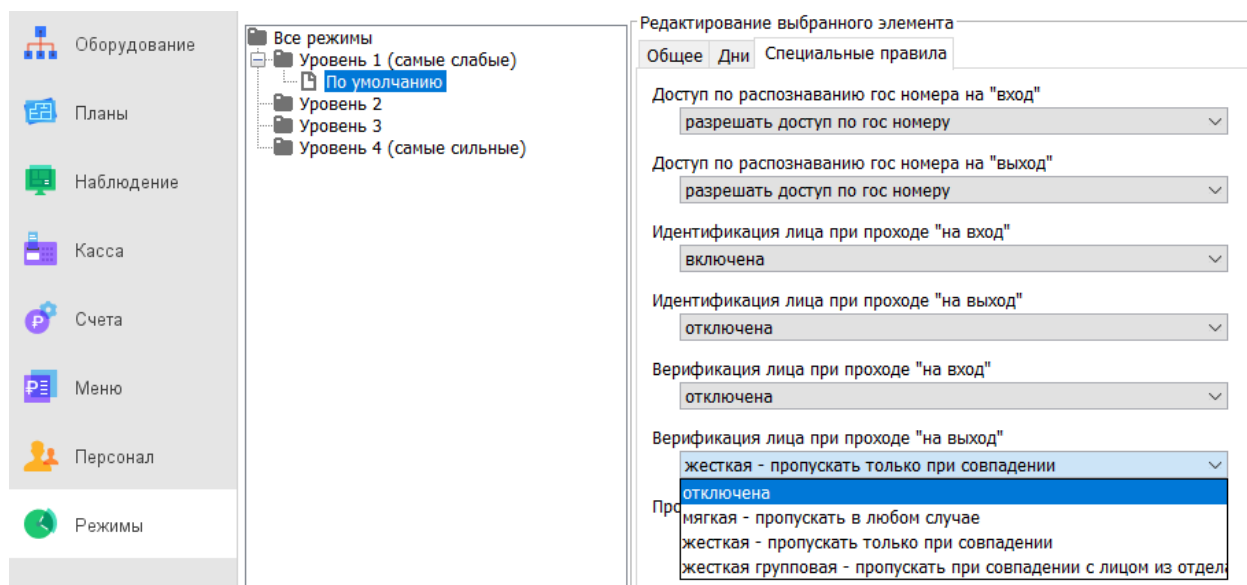 Оборудование
Планы
Наблюдение
Касса
Счета
Меню
Персонал
Режимы
Все режимы
Уровень 1 (самые слабые)
По умолчанию
Уровень 2
Уровень 3
Уровень 4 (самые сильные)
Редактирование выбранного элемента
Общее Дни Специальные правила
Доступ по распознаванию гос номера на "вход"
разрешать доступ по гос номеру
Доступ по распознаванию гос номера на "выход"
разрешать доступ по гос номеру
Идентификация лица при проходе "на вход"
включена
Идентификация лица при проходе "на выход"
отключена
Верификация лица при проходе "на вход"
отключена
Верификация лица при проходе "на выход"
жесткая - пропускать только при совпадении
отключена
мягкая - пропускать в любом случае
жесткая - пропускать только при совпадении
жесткая групповая - пропускать при совпадении с лицом из